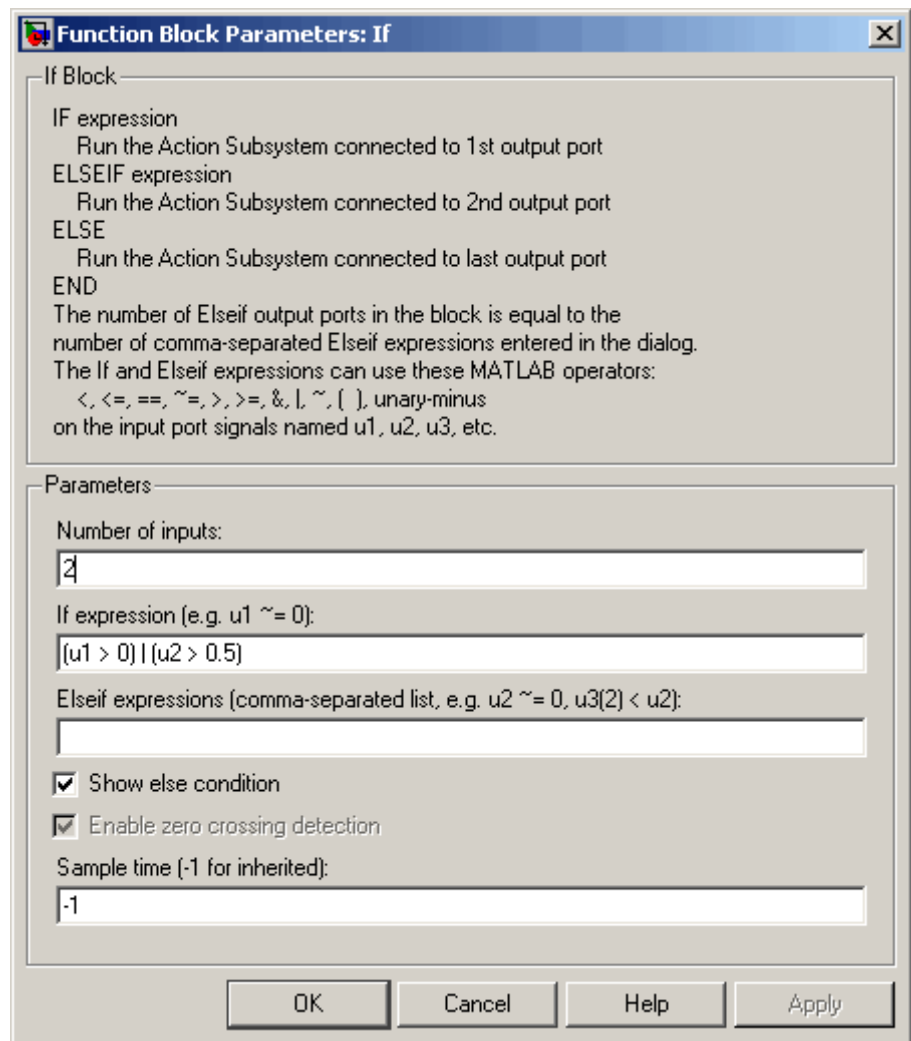 Function Block Parameters: If
If Block
IF expression
Run the Action Subsystem connected to 1st output port
ELSEIF expression
Run the Action Subsystem connected to 2nd output port
ELSE
Run the Action Subsystem connected to last output port
END
The number of Elseif output ports in the block is equal to the
number of comma-separated Elseif expressions entered in the dialog.
The If and Elseif expressions can use these MATLAB operators:
<, <=, ==, ~=, >, >=, &, |, ~, ( ), unary-minus
on the input port signals named u1, u2, u3, etc.
Parameters
Number of inputs:
2
If expression (e.g. u1 ~= 0):
(u1 > 0) | (u2 > 0.5)
Elseif expressions (comma-separated list, e.g. u2 ~= 0, u3(2) < u2):
Show else condition
Enable zero crossing detection
Sample time (-1 for inherited):
-1
OK Cancel Help Apply